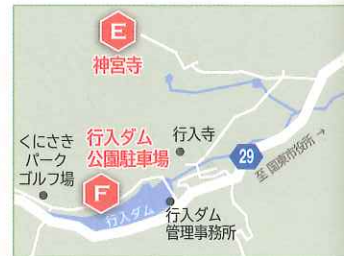 E
神宮寺
くにさき
パーク
ゴルフ場
行入ダム
公園駐車場
行入寺
29
至 国東市役所 →
F
行入ダム
行入ダム
管理事務所